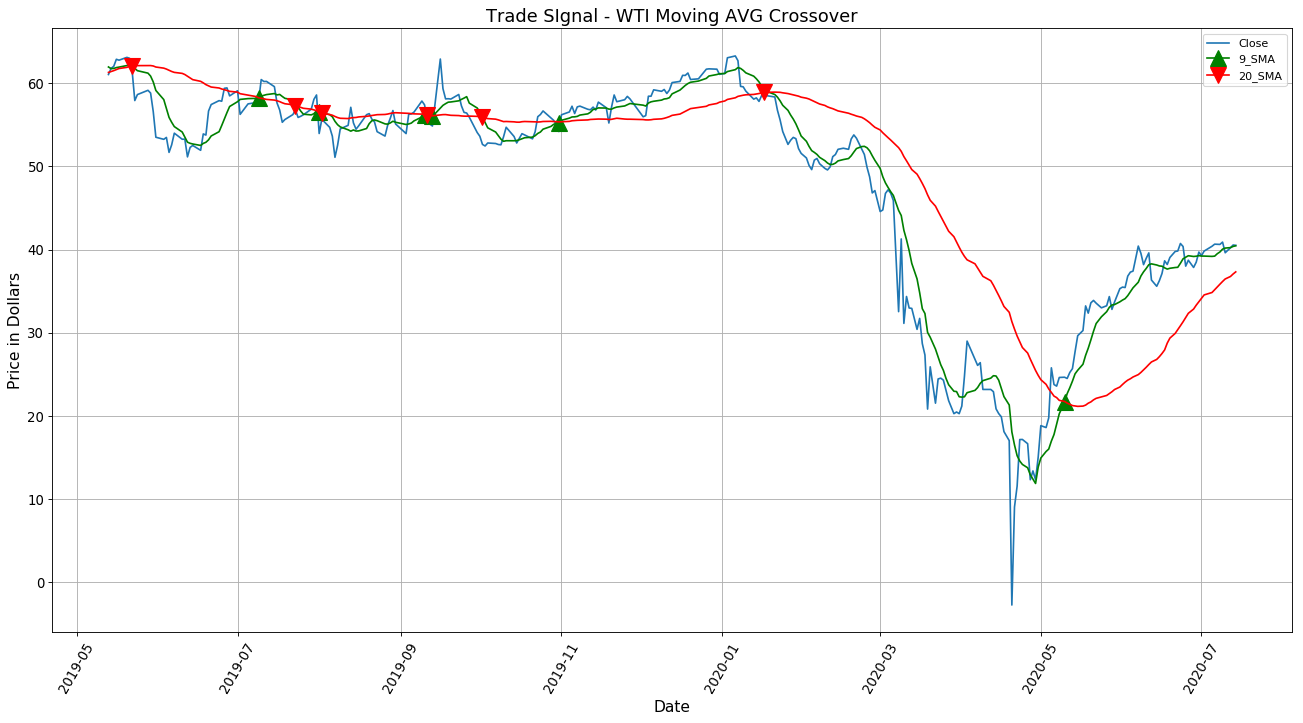 Trade SIgnal - WTI Moving AVG Crossover
Close
9_SMA
20_SMA
Price in Dollars
60
50
40
30
20
10
0
2019-05
2019-07
2019-09
2019-11
2020-01
2020-03
2020-05
2020-07
Date